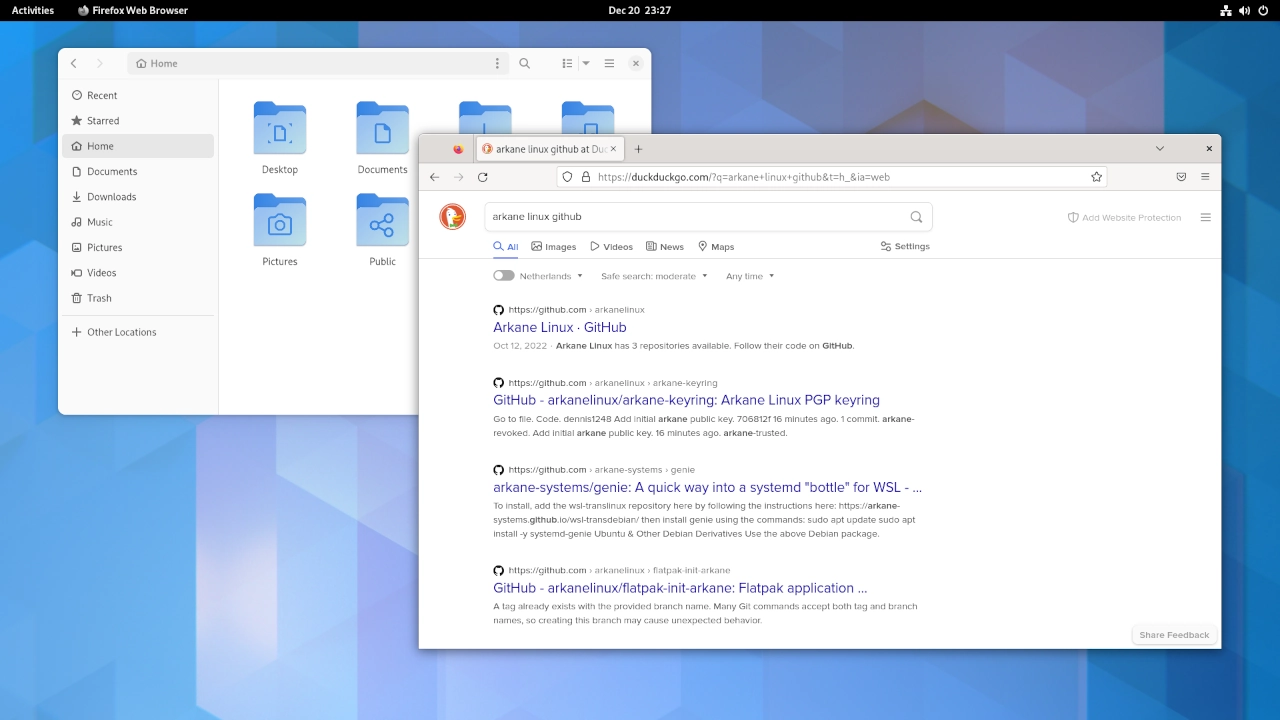 Activities
Firefox Web Browser
Dec 20 23:27
Home
Recent
Starred
Home
Documents
Downloads
Music
Pictures
Videos
Trash
Other Locations
Desktop
Documents
Pictures
Public
arkane linux github at Du
https://duckduckgo.com/?q=arkane+linux+github&t=h_&ia=web
arkane linux github
Add Website Protection
All Images Videos News Maps Settings
Netherlands Safe search: moderate Any time
https://github.com › arkanelinux
Arkane Linux · GitHub
Oct 12, 2022 · Arkane Linux has 3 repositories available. Follow their code on GitHub.
https://github.com › arkanelinux › arkane-keyring
GitHub - arkanelinux/arkane-keyring: Arkane Linux PGP keyring
Go to file. Code. dennis1248 Add initial arkane public key. 706812f 16 minutes ago. 1 commit. arkane-
revoked. Add initial arkane public key. 16 minutes ago. arkane-trusted.
https://github.com › arkane-systems › genie
arkane-systems/genie: A quick way into a systemd "bottle" for WSL - ...
To install, add the wsl-translinux repository here by following the instructions here: https://arkane-
systems.github.io/wsl-transdebian/ then install genie using the commands: sudo apt update sudo apt
install -y systemd-genie Ubuntu & Other Debian Derivatives Use the above Debian package.
https://github.com › arkanelinux › flatpak-init-arkane
GitHub - arkanelinux/flatpak-init-arkane: Flatpak application ...
A tag already exists with the provided branch name. Many Git commands accept both tag and branch
names, so creating this branch may cause unexpected behavior.
Share Feedback